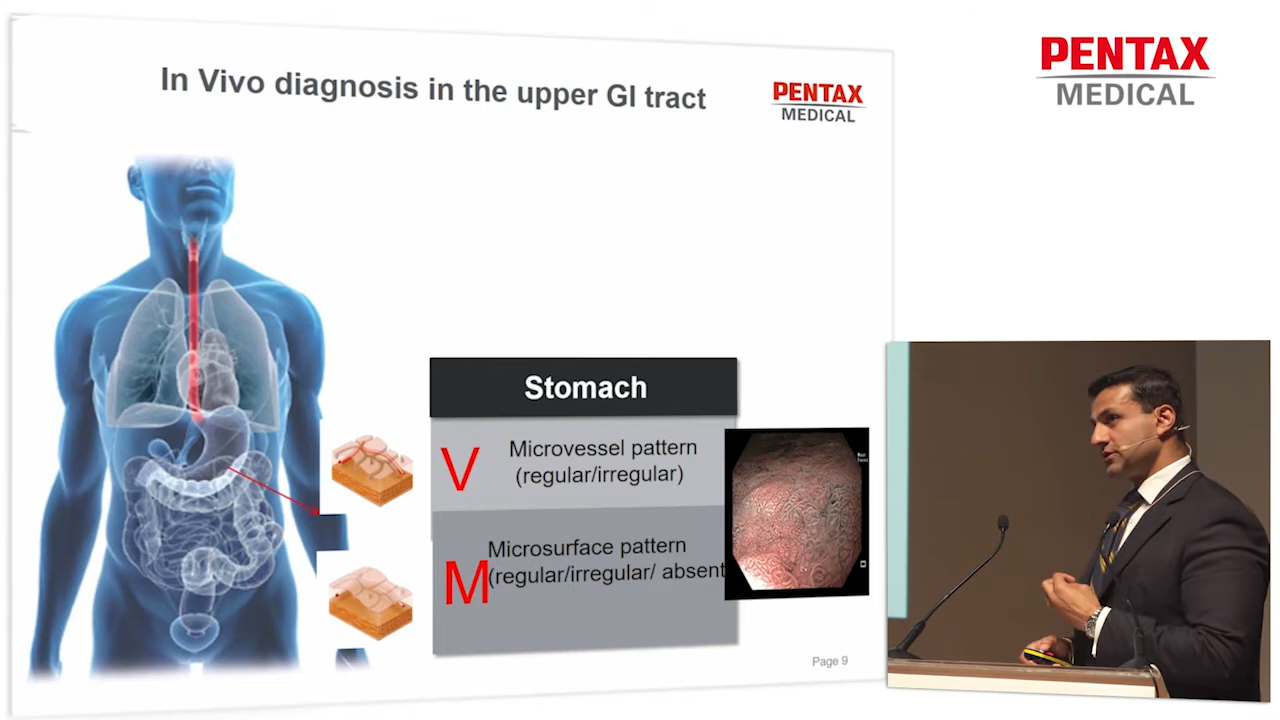 In Vivo diagnosis in the upper GI tract
PENTAX
MEDICAL
PENTAX
MEDICAL
Stomach
V
Microvessel pattern
(regular/irregular)
M
Microsurface pattern
(regular/irregular/ absent
Page 9